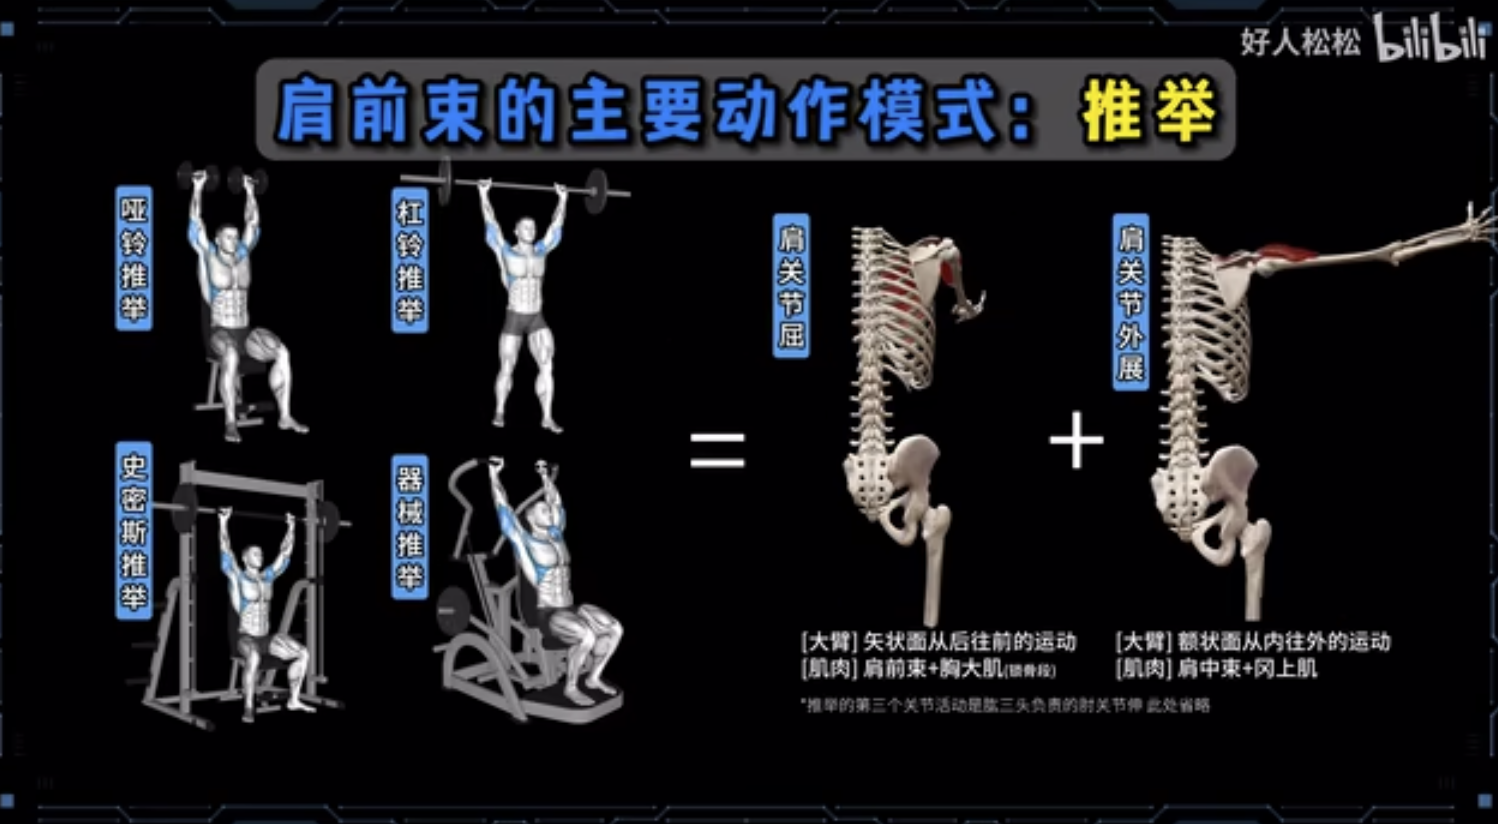 好人松松 bilibili
肩前束的主要动作模式：推举
哑铃推举
杠铃推举
史密斯推举
器械推举
=
肩关节屈
+
肩关节外展
[大臂] 矢状面从后往前的运动
[肌肉] 肩前束+胸大肌(锁骨段)
[大臂] 额状面从内往外的运动
[肌肉] 肩中束+冈上肌
*推举的第三个关节活动是肱三头负责的肘关节伸 此处省略